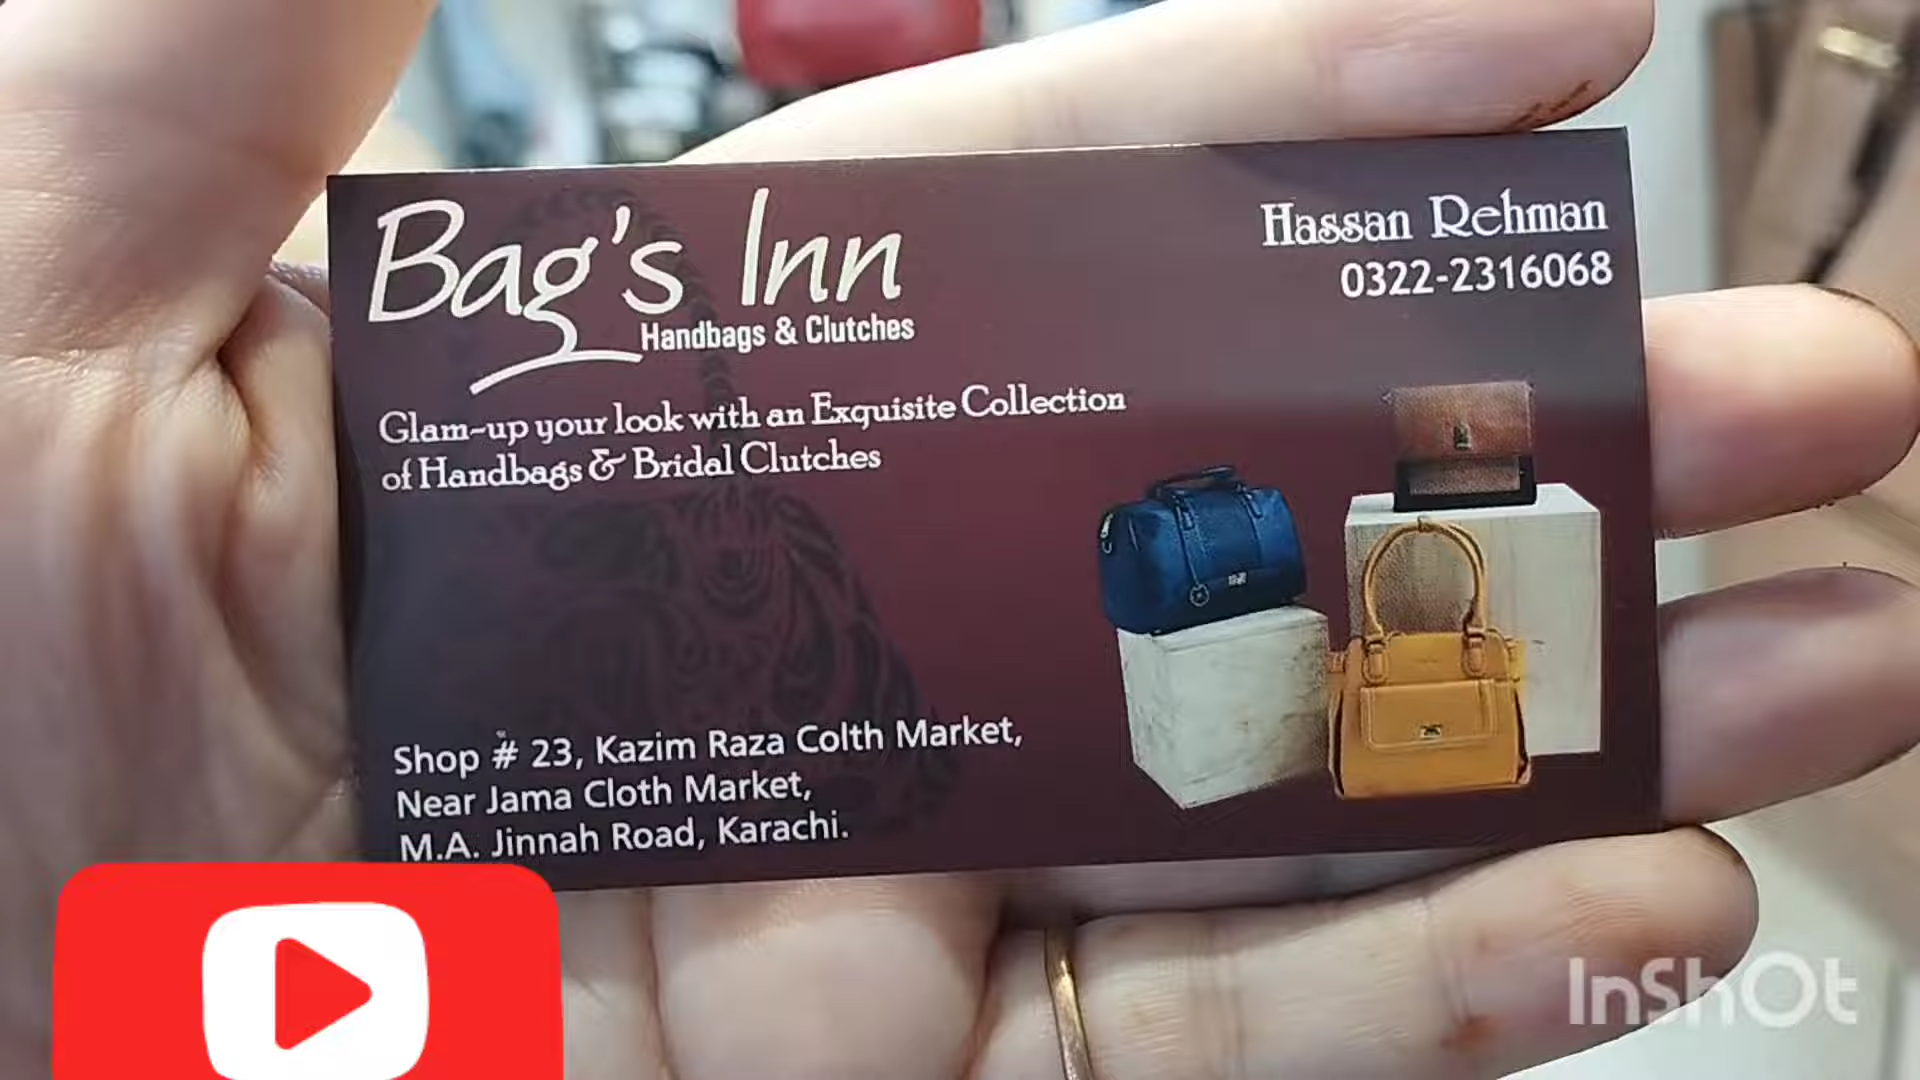 Bag's Inn
Handbags & Clutches
Hassan Rehman
0322-2316068
Glam-up your look with an Exquisite Collection
of Handbags & Bridal Clutches
Shop # 23, Kazim Raza Colth Market,
Near Jama Cloth Market,
M.A. Jinnah Road, Karachi.
InShOt